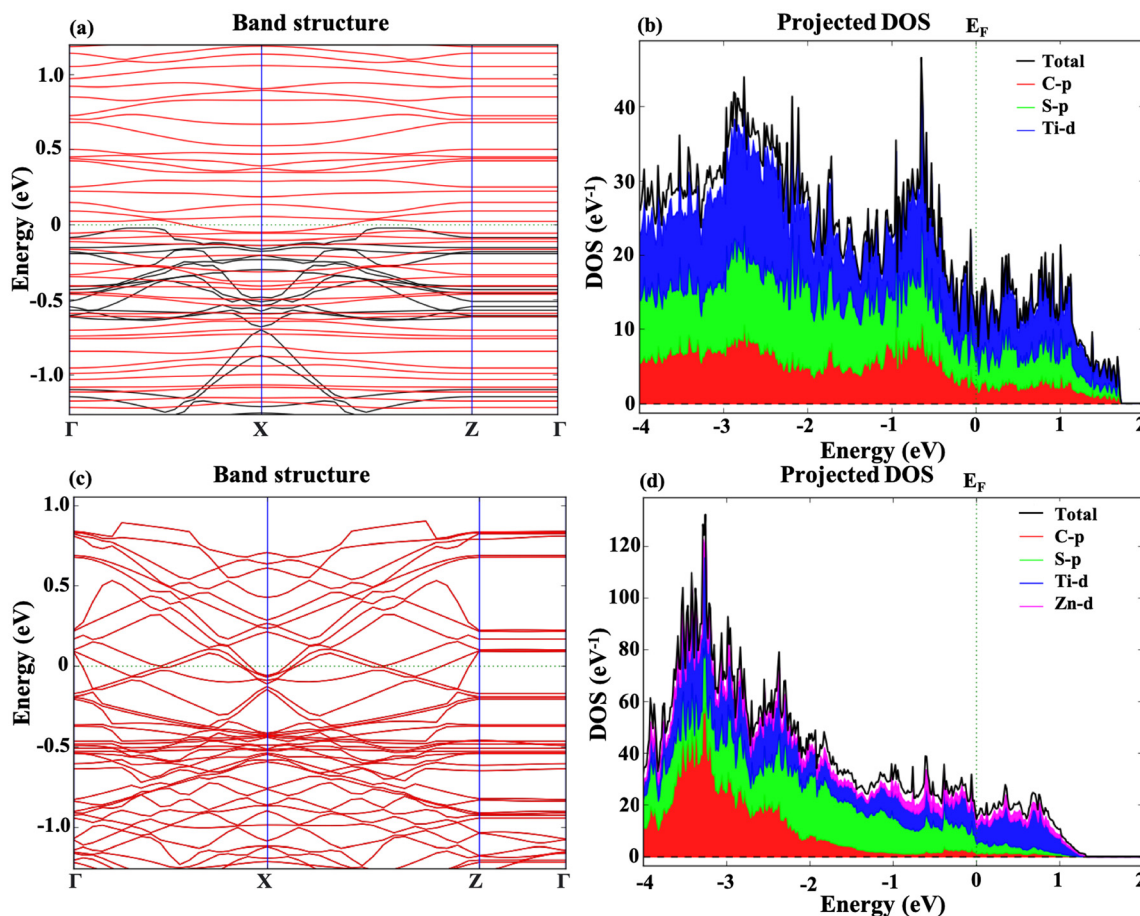 (a) Band structure
1.0
0.5
0
-0.5
-1.0
Energy (eV)
Γ X Z Γ
(b) Projected DOS E_F
Total
C-p
S-p
Ti-d
40
30
20
10
0
DOS (eV⁻¹)
-4 -3 -2 -1 0 1 2
Energy (eV)
(c) Band structure
1.0
0.5
0
-0.5
-1.0
Energy (eV)
Γ X Z Γ
(d) Projected DOS E_F
Total
C-p
S-p
Ti-d
Zn-d
120
100
80
60
40
20
0
DOS (eV⁻¹)
-4 -3 -2 -1 0 1 2
Energy (eV)